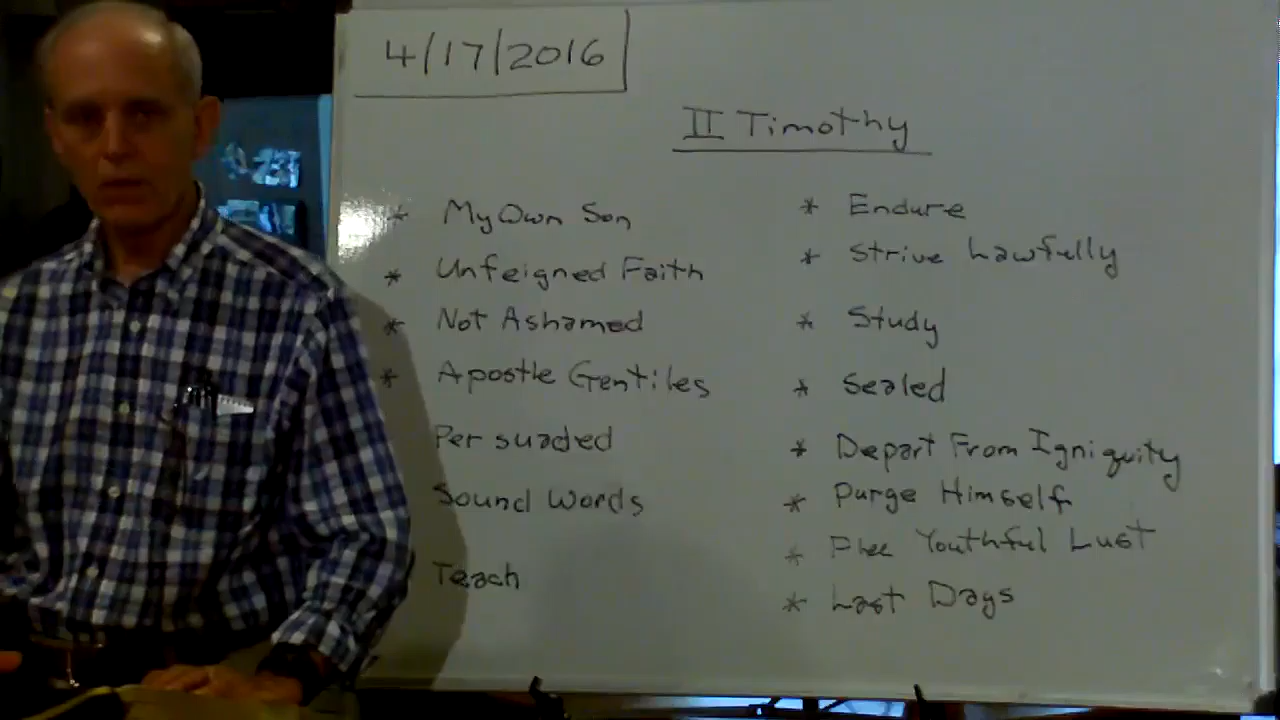 4/17/2016
II Timothy
* My Own Son
* Unfeigned Faith
* Not Ashamed
* Apostle Gentiles
Persuaded
Sound Words
Teach
* Endure
* Strive Lawfully
* Study
* Sealed
* Depart From Igniquity
* Purge Himself
* Flee Youthful Lust
* Last Days